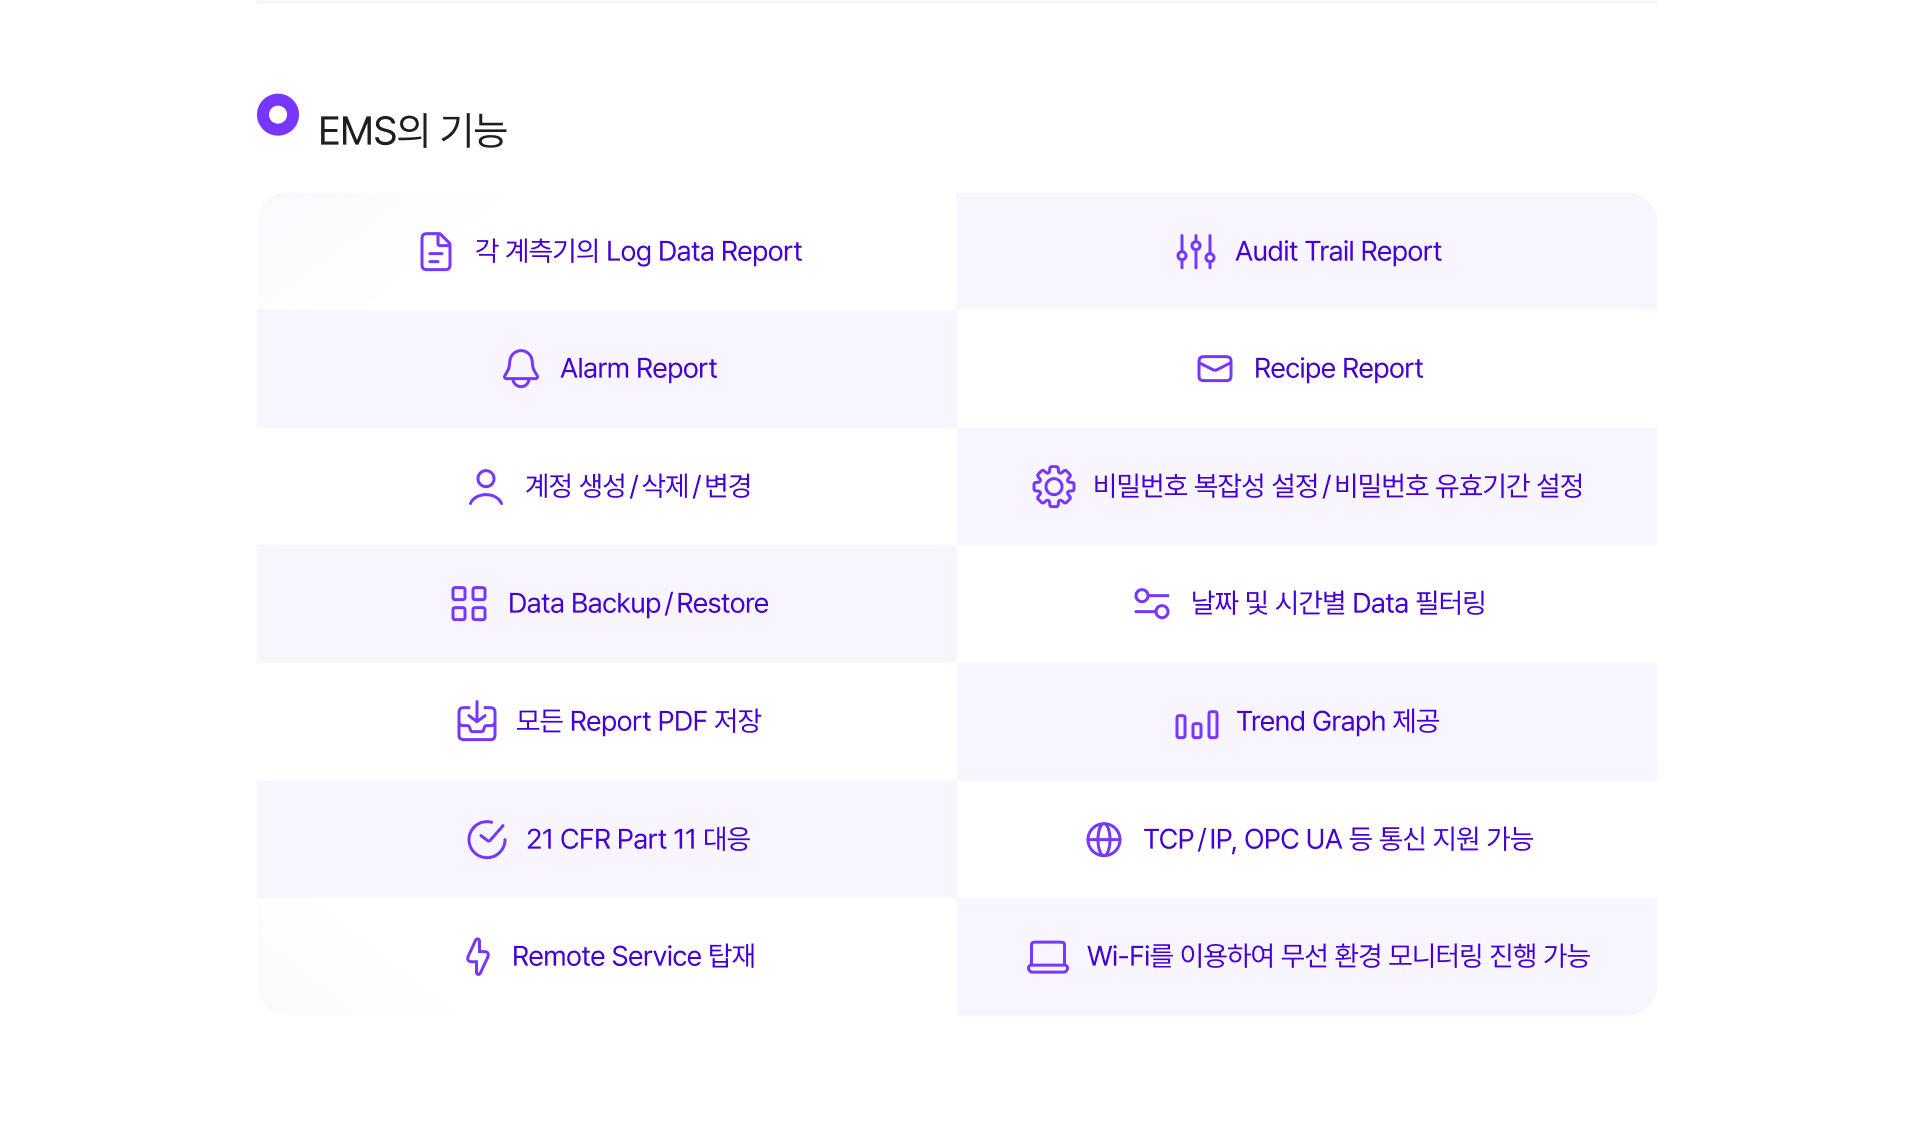 EMS의 기능
각 계측기의 Log Data Report
Audit Trail Report
Alarm Report
Recipe Report
계정 생성/삭제/변경
비밀번호 복잡성 설정/비밀번호 유효기간 설정
Data Backup/Restore
날짜 및 시간별 Data 필터링
모든 Report PDF 저장
Trend Graph 제공
21 CFR Part 11 대응
TCP/IP, OPC UA 등 통신 지원 가능
Remote Service 탑재
Wi-Fi를 이용하여 무선 환경 모니터링 진행 가능